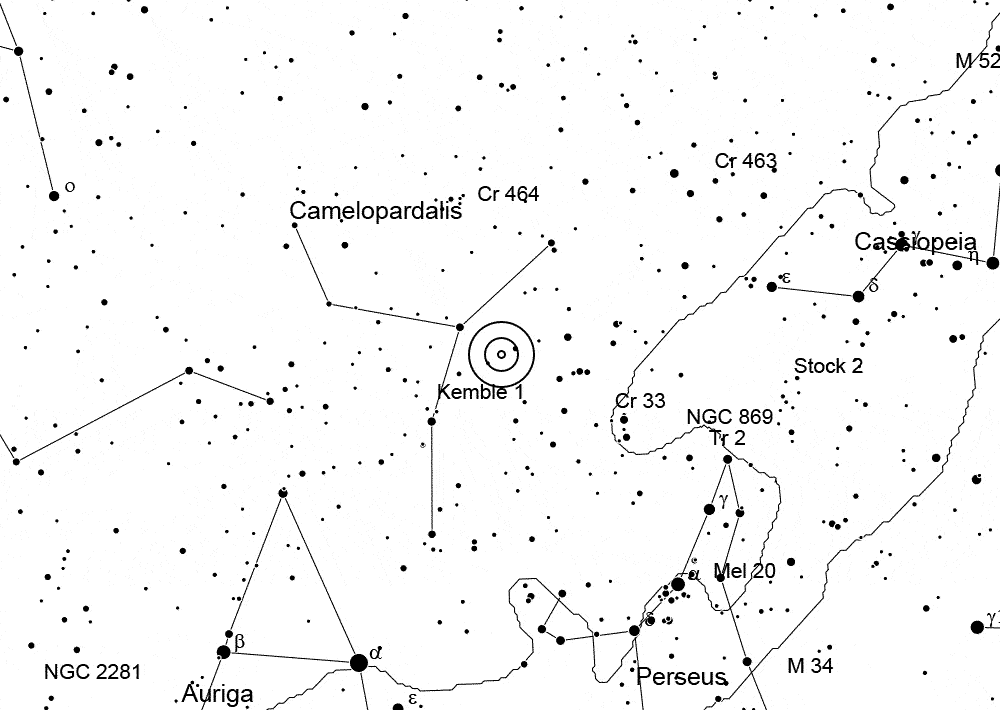 M 52
Cr 463
ο
Cr 464
Camelopardalis
γ
Cassiopeia
η
ε
δ
Stock 2
Kemble 1
Cr 33
NGC 869
Tr 2
γ
α
Mel 20
δ
γ1
β
α
M 34
NGC 2281
Perseus
Auriga
ε